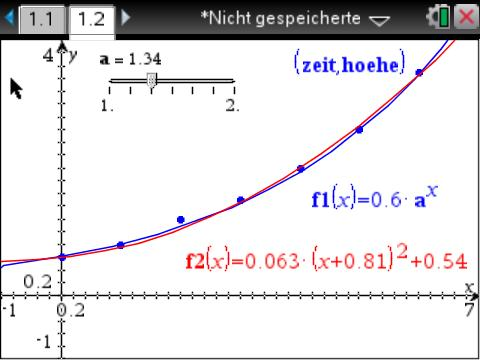 1.1 1.2 *Nicht gespeicherte
4 y
a = 1.34
(zeit,hoehe)
1. 2.
f1(x)=0.6·a^x
f2(x)=0.063·(x+0.81)^2+0.54
0.2
x
-1 0.2 7
-1